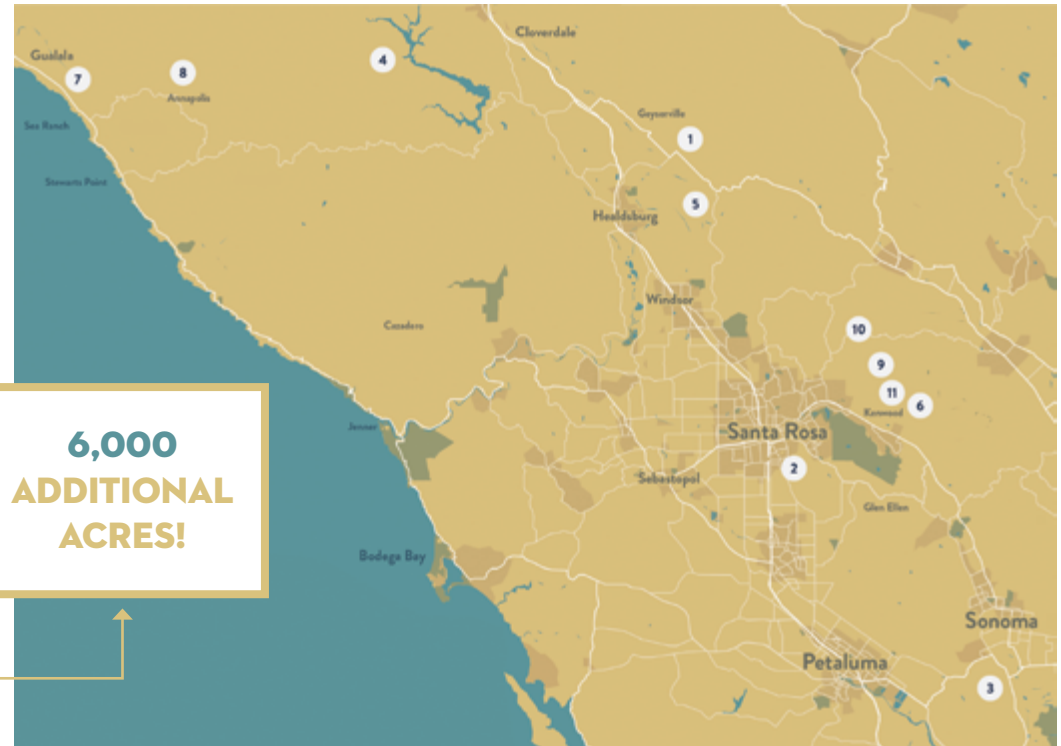 Cloverdale
Gualala
4
8
7
Annapolis
Geyserville
Sea Ranch
1
Stewarts Point
5
Healdsburg
Windsor
Cazadero
10
9
11
6
Kenwood
Jenner
Santa Rosa
2
Sebastopol
Glen Ellen
6,000
ADDITIONAL
ACRES!
Bodega Bay
Sonoma
Petaluma
3